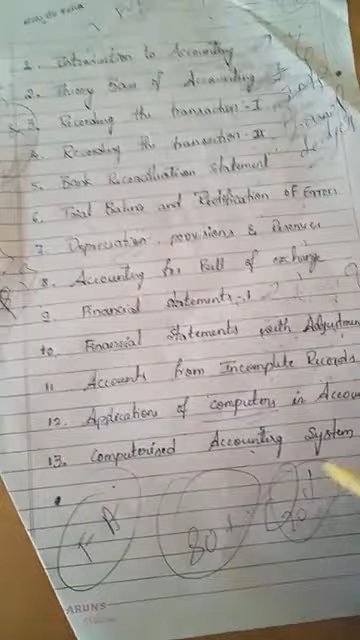 1. Introduction to Accounting
2. Theory Base of Accounting
3. Recording the transaction-I
4. Recording the transaction-II
5. Bank Reconciliation Statement
6. Trial Balance and Rectification of Errors
7. Depreciation, provisions & Reserves
8. Accounting for Bill of exchange
9. Financial statements-1
10. Financial statements with Adjustmen
11. Accounts from Incomplete Records
12. Application of computers in Accoun
13. Computerised Accounting System
80 + 20
ARUNS